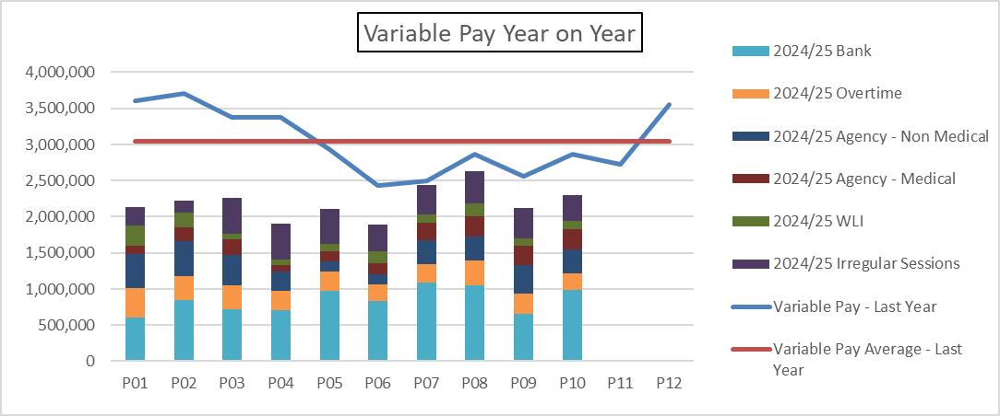 Variable Pay Year on Year
4,000,000
3,500,000
3,000,000
2,500,000
2,000,000
1,500,000
1,000,000
500,000
0
P01 P02 P03 P04 P05 P06 P07 P08 P09 P10 P11 P12
2024/25 Bank
2024/25 Overtime
2024/25 Agency - Non Medical
2024/25 Agency - Medical
2024/25 WLI
2024/25 Irregular Sessions
Variable Pay - Last Year
Variable Pay Average - Last
Year